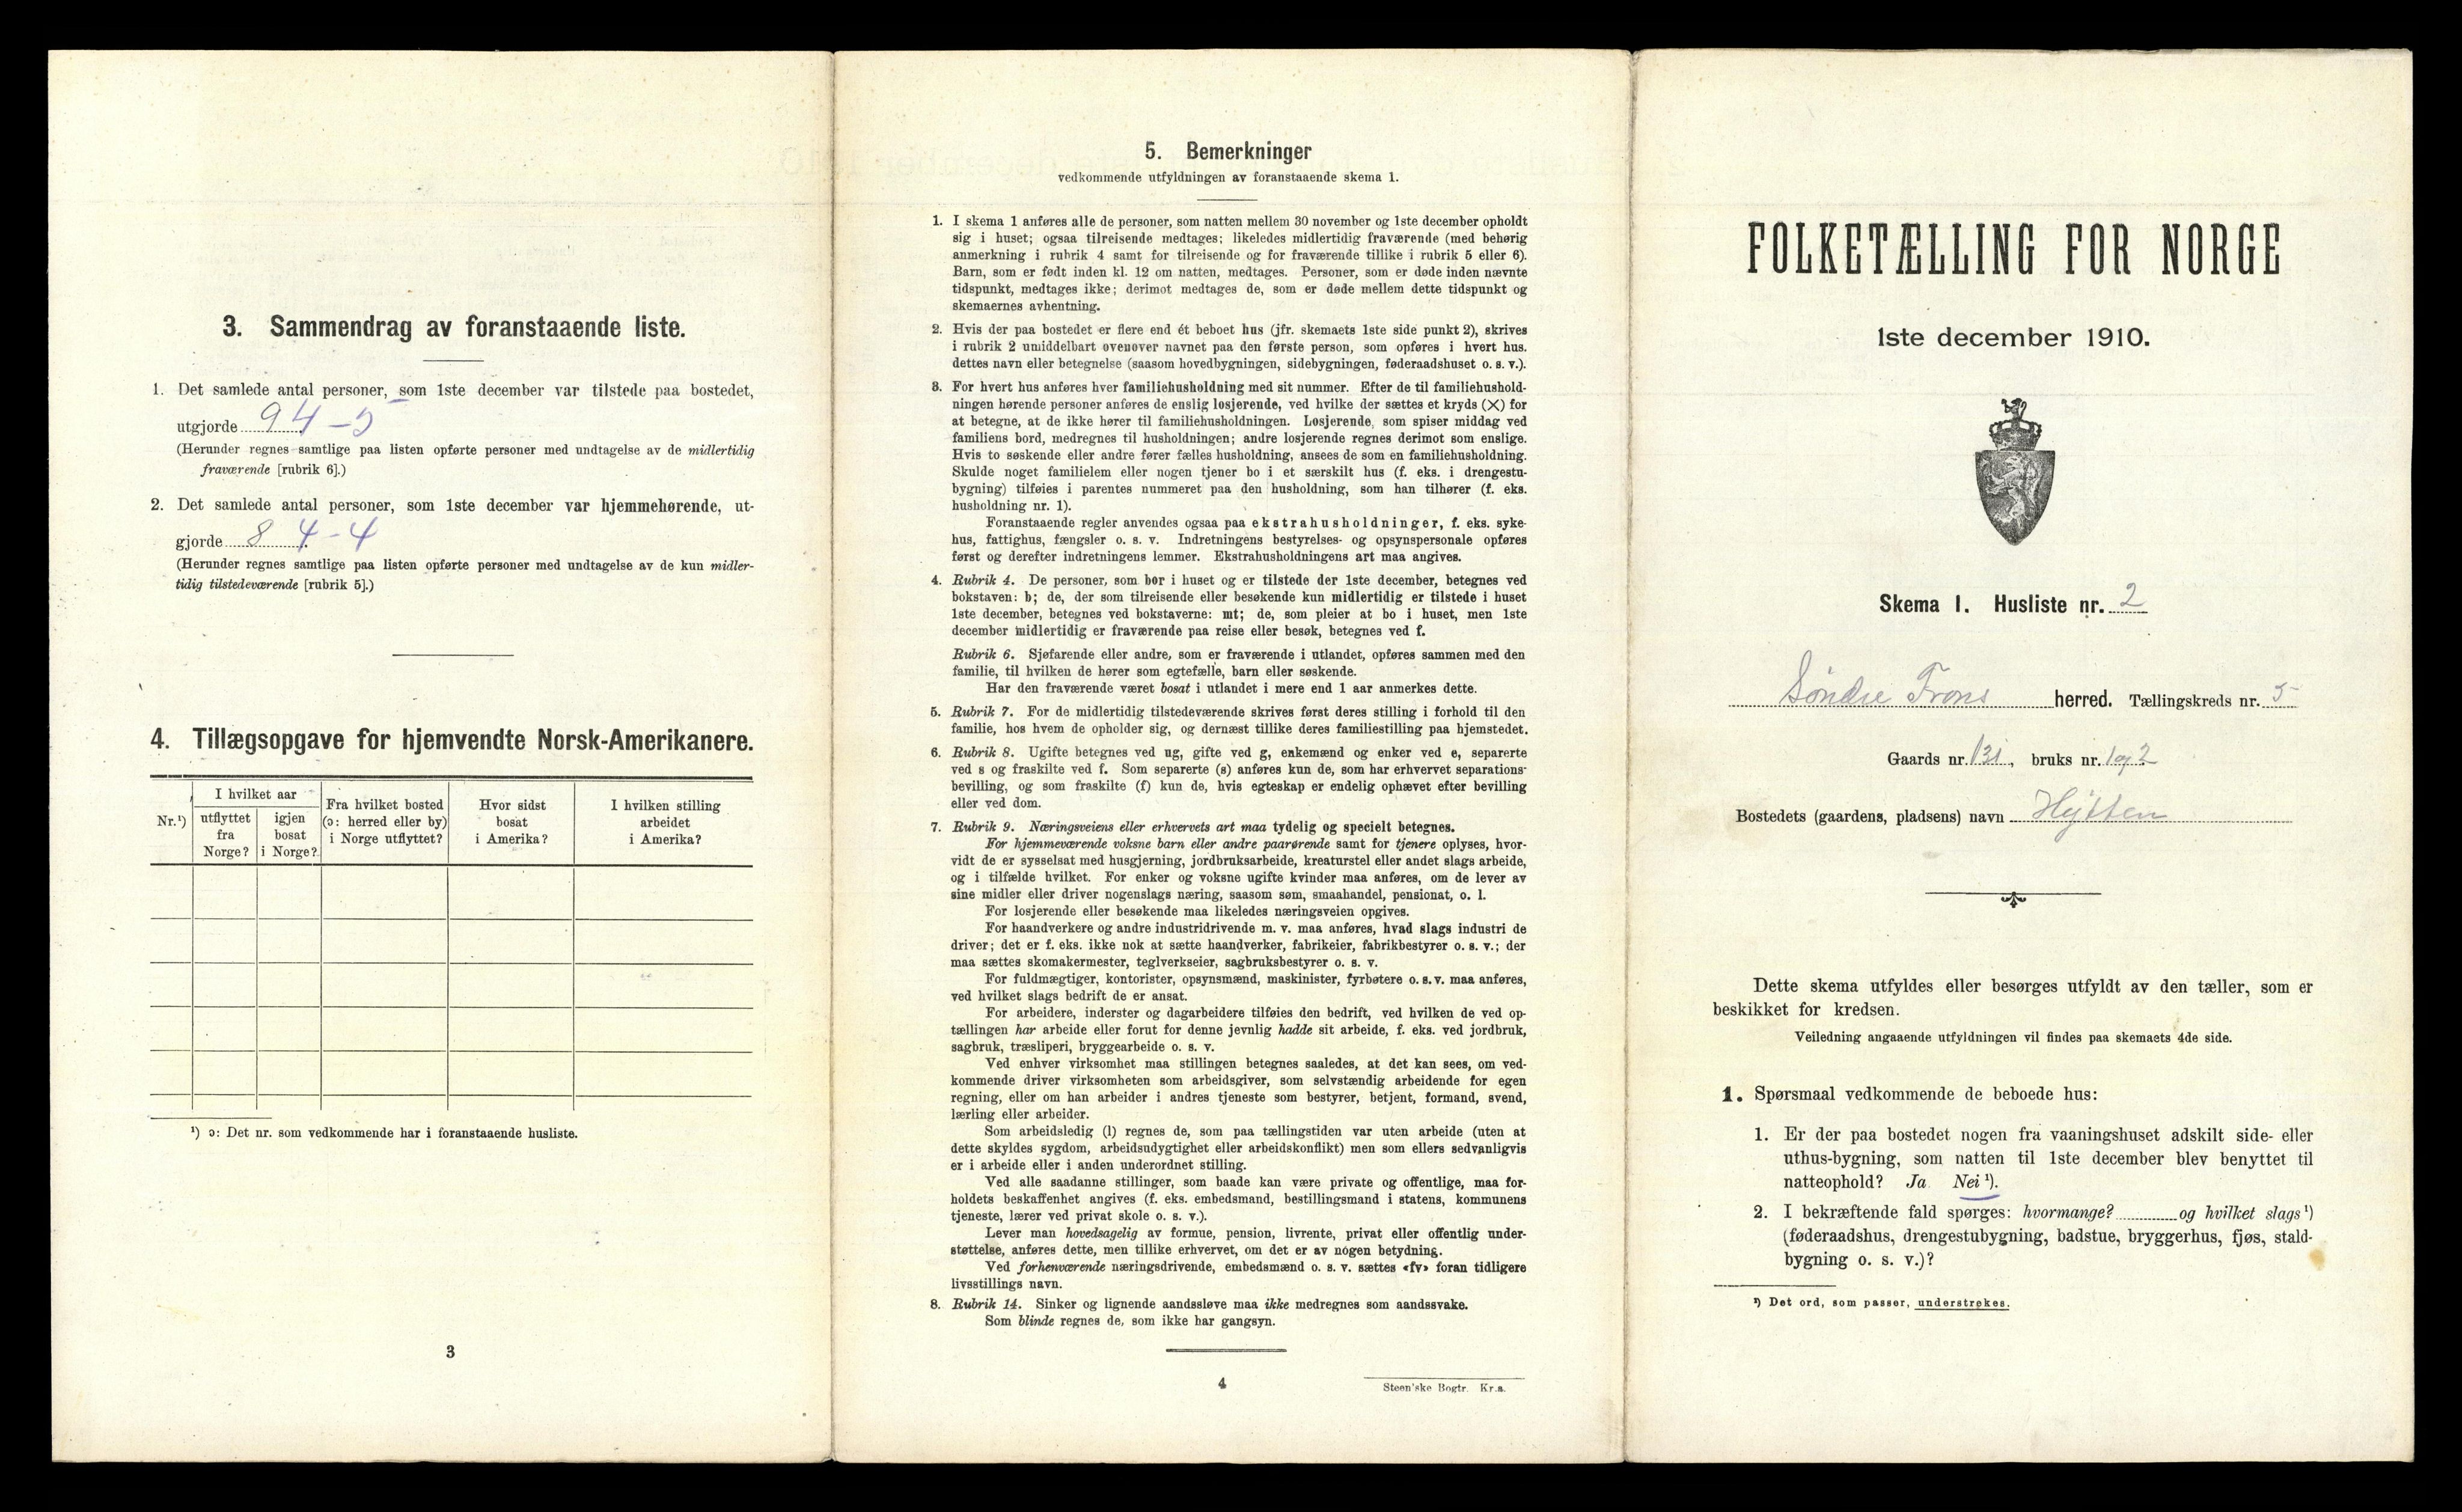 3. Sammendrag av foranstaaende liste.
1. Det samlede antal personer, som 1ste december var tilstede paa bostedet,
utgjorde 9 4-5
(Herunder regnes samtlige paa listen opførte personer med undtagelse av de midlertidig
fraværende [rubrik 6].)
2. Det samlede antal personer, som 1ste december var hjemmehørende, ut-
gjorde 8 4-4
(Herunder regnes samtlige paa listen opførte personer med undtagelse av de kun midler-
tidig tilstedeværende [rubrik 5].)
4. Tillægsopgave for hjemvendte Norsk-Amerikanere.
Nr.¹)
I hvilket aar
utflyttet
fra
Norge?
igjen
bosat
i Norge?
Fra hvilket bosted
(ɔ: herred eller by)
i Norge utflyttet?
Hvor sidst
bosat
i Amerika?
I hvilken stilling
arbeidet
i Amerika?
¹) ɔ: Det nr. som vedkommende har i foranstaaende husliste.
3
5. Bemerkninger
vedkommende utfyldningen av foranstaaende skema 1.
1. I skema 1 anføres alle de personer, som natten mellem 30 november og 1ste december opholdt
sig i huset; ogsaa tilreisende medtages; likeledes midlertidig fraværende (med behørig
anmerkning i rubrik 4 samt for tilreisende og for fraværende tillike i rubrik 5 eller 6).
Barn, som er født inden kl. 12 om natten, medtages. Personer, som er døde inden nævnte
tidspunkt, medtages ikke; derimot medtages de, som er døde mellem dette tidspunkt og
skemaernes avhentning.
2. Hvis der paa bostedet er flere end ét beboet hus (jfr. skemaets 1ste side punkt 2), skrives
i rubrik 2 umiddelbart ovenover navnet paa den første person, som opføres i hvert hus.
dettes navn eller betegnelse (saasom hovedbygningen, sidebygningen, føderaadshuset o. s. v.).
3. For hvert hus anføres hver familiehusholdning med sit nummer. Efter de til familiehushold-
ningen hørende personer anføres de enslig losjerende, ved hvilke der sættes et kryds (×) for
at betegne, at de ikke hører til familiehusholdningen. Losjerende, som spiser middag ved
familiens bord, medregnes til husholdningen; andre losjerende regnes derimot som enslige.
Hvis to søskende eller andre fører fælles husholdning, ansees de som en familiehusholdning.
Skulde noget familielem eller nogen tjener bo i et særskilt hus (f. eks. i drengestu-
bygning) tilføies i parentes nummeret paa den husholdning, som han tilhører (f. eks.
husholdning nr. 1).
Foranstaaende regler anvendes ogsaa paa ekstrahusholdninger, f. eks. syke-
hus, fattighus, fængsler o. s. v. Indretningens bestyrelses- og opsynspersonale opføres
først og derefter indretningens lemmer. Ekstrahusholdningens art maa angives.
4. Rubrik 4. De personer, som bor i huset og er tilstede der 1ste december, betegnes ved
bokstaven: b; de, der som tilreisende eller besøkende kun midlertidig er tilstede i huset
1ste december, betegnes ved bokstaverne: mt; de, som pleier at bo i huset, men 1ste
december midlertidig er fraværende paa reise eller besøk, betegnes ved f.
Rubrik 6. Sjøfarende eller andre, som er fraværende i utlandet, opføres sammen med den
familie, til hvilken de hører som egtefælle, barn eller søskende.
Har den fraværende været bosat i utlandet i mere end 1 aar anmerkes dette.
5. Rubrik 7. For de midlertidig tilstedeværende skrives først deres stilling i forhold til den
familie, hos hvem de opholder sig, og dernæst tillike deres familiestilling paa hjemstedet.
6. Rubrik 8. Ugifte betegnes ved ug, gifte ved g, enkemænd og enker ved e, separerte
ved s og fraskilte ved f. Som separerte (s) anføres kun de, som har erhvervet separations-
bevilling, og som fraskilte (f) kun de, hvis egteskap er endelig ophævet efter bevilling
eller ved dom.
7. Rubrik 9. Næringsveiens eller erhvervets art maa tydelig og specielt betegnes.
For hjemmeværende voksne barn eller andre paarørende samt for tjenere oplyses, hvor-
vidt de er sysselsat med husgjerning, jordbruksarbeide, kreaturstel eller andet slags arbeide,
og i tilfælde hvilket. For enker og voksne ugifte kvinder maa anføres, om de lever av
sine midler eller driver nogenslags næring, saasom søm, smaahandel, pensionat, o. l.
For losjerende eller besøkende maa likeledes næringsveien opgives.
For haandverkere og andre industridrivende m. v. maa anføres, hvad slags industri de
driver; det er f. eks. ikke nok at sætte haandverker, fabrikeier, fabrikbestyrer o. s. v.; der
maa sættes skomakermester, teglverkseier, sagbruksbestyrer o. s. v.
For fuldmægtiger, kontorister, opsynsmænd, maskinister, fyrbøtere o. s. v. maa anføres,
ved hvilket slags bedrift de er ansat.
For arbeidere, inderster og dagarbeidere tilføies den bedrift, ved hvilken de ved op-
tællingen har arbeide eller forut for denne jevnlig hadde sit arbeide, f. eks. ved jordbruk,
sagbruk, træsliperi, bryggearbeide o. s. v.
Ved enhver virksomhet maa stillingen betegnes saaledes, at det kan sees, om ved-
kommende driver virksomheten som arbeidsgiver, som selvstændig arbeidende for egen
regning, eller om han arbeider i andres tjeneste som bestyrer, betjent, formand, svend,
lærling eller arbeider.
Som arbeidsledig (l) regnes de, som paa tællingstiden var uten arbeide (uten at
dette skyldes sygdom, arbeidsudygtighet eller arbeidskonflikt) men som ellers sedvanligvis
er i arbeide eller i anden underordnet stilling.
Ved alle saadanne stillinger, som baade kan være private og offentlige, maa for-
holdets beskaffenhet angives (f. eks. embedsmand, bestillingsmand i statens, kommunens
tjeneste, lærer ved privat skole o. s. v.).
Lever man hovedsagelig av formue, pension, livrente, privat eller offentlig under-
støttelse, anføres dette, men tillike erhvervet, om det er av nogen betydning.
Ved forhenværende næringsdrivende, embedsmænd o. s. v. sættes «fv» foran tidligere
livsstillings navn.
8. Rubrik 14. Sinker og lignende aandssløve maa ikke medregnes som aandssvake.
Som blinde regnes de, som ikke har gangsyn.
4
Steen'ske Bogtr. Kr.a.
FOLKETÆLLING FOR NORGE
1ste december 1910.
Skema 1. Husliste nr. 2
Søndre Frons herred. Tællingskreds nr. 5
Gaards nr. 131, bruks nr. 1 og 2
Bostedets (gaardens, pladsens) navn Hytten
Dette skema utfyldes eller besørges utfyldt av den tæller, som er
beskikket for kredsen.
Veiledning angaaende utfyldningen vil findes paa skemaets 4de side.
1. Spørsmaal vedkommende de beboede hus:
1. Er der paa bostedet nogen fra vaaningshuset adskilt side- eller
uthus-bygning, som natten til 1ste december blev benyttet til
natteophold? Ja Nei ¹).
2. I bekræftende fald spørges: hvormange? og hvilket slags ¹)
(føderaadshus, drengestubygning, badstue, bryggerhus, fjøs, stald-
bygning o. s. v.)?
¹) Det ord, som passer, understrekes.